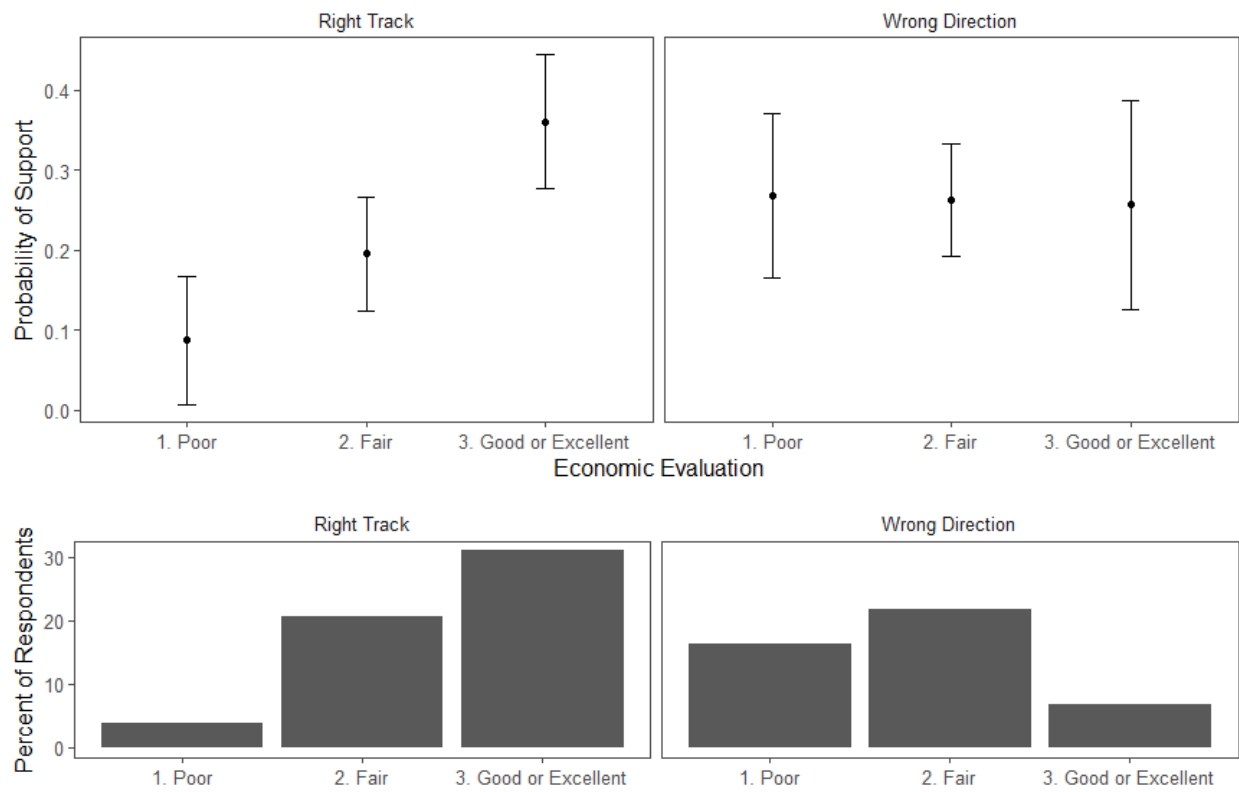 Right Track
Wrong Direction
Probability of Support
0.4
0.3
0.2
0.1
0.0
1. Poor
2. Fair
3. Good or Excellent
1. Poor
2. Fair
3. Good or Excellent
Economic Evaluation
Right Track
Wrong Direction
Percent of Respondents
30
20
10
0
1. Poor
2. Fair
3. Good or Excellent
1. Poor
2. Fair
3. Good or Excellent